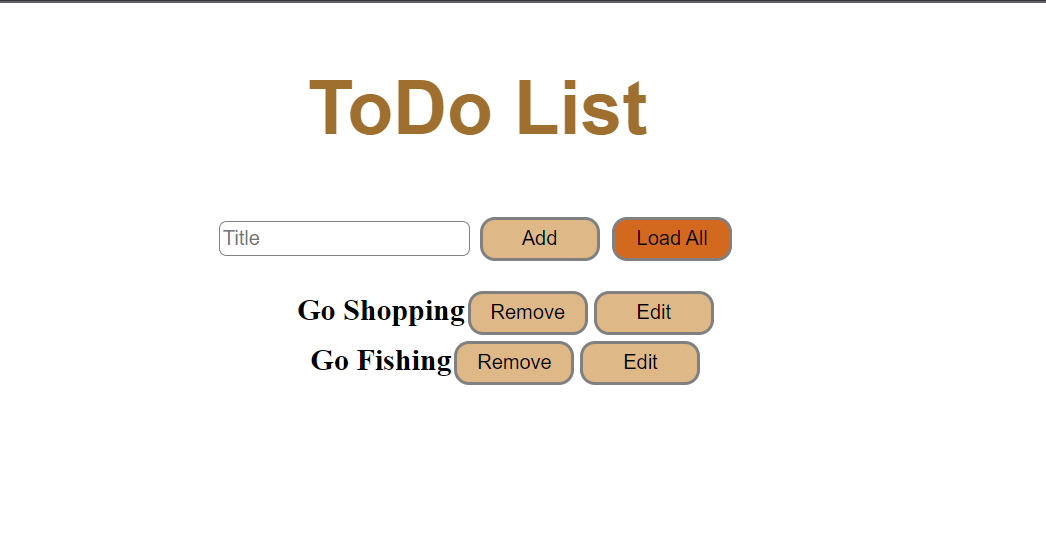 ToDo List
Title Add Load All
Go Shopping Remove Edit
Go Fishing Remove Edit